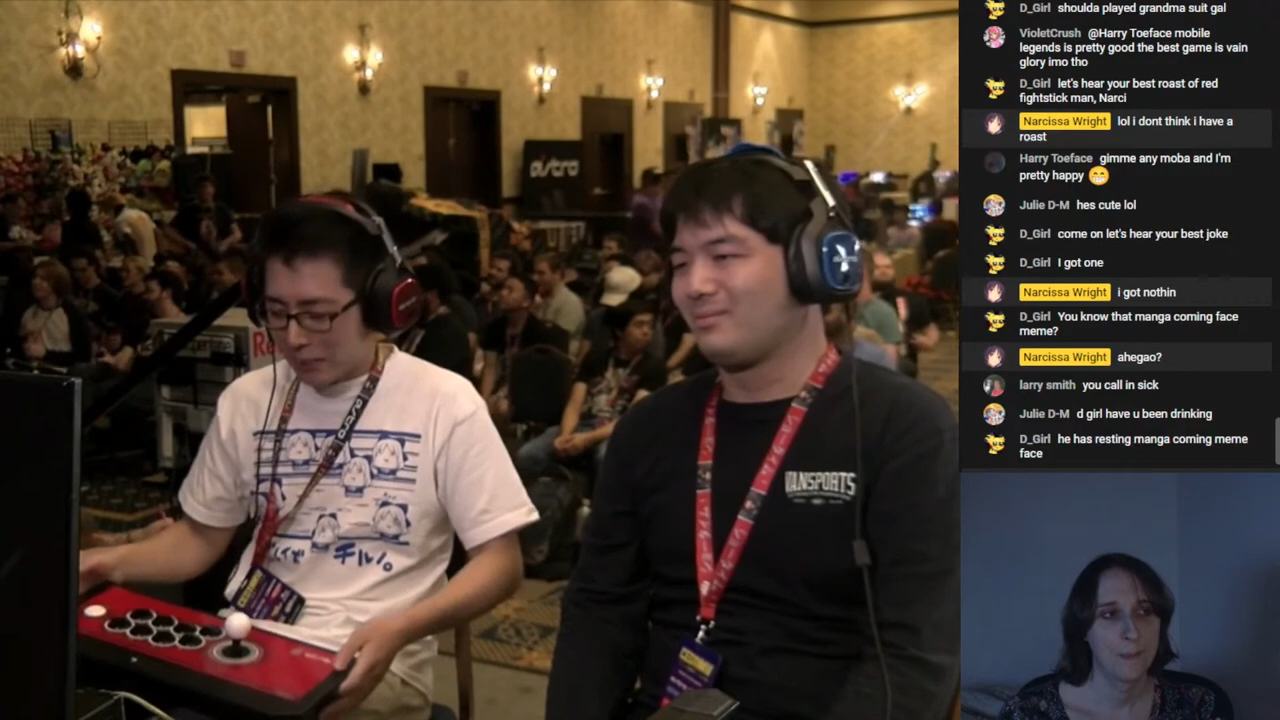 D_Girl shoulda played grandma suit gal
VioletCrush @Harry Toeface mobile
legends is pretty good the best game is vain
glory imo tho
D_Girl let's hear your best roast of red
fightstick man, Narci
Narcissa Wright lol i dont think i have a
roast
Harry Toeface gimme any moba and I'm
pretty happy 😁
Julie D-M hes cute lol
D_Girl come on let's hear your best joke
D_Girl I got one
Narcissa Wright i got nothin
D_Girl You know that manga coming face
meme?
Narcissa Wright ahegao?
larry smith you call in sick
Julie D-M d girl have u been drinking
D_Girl he has resting manga coming meme
face
astro
VANSPORTS
チルノ。